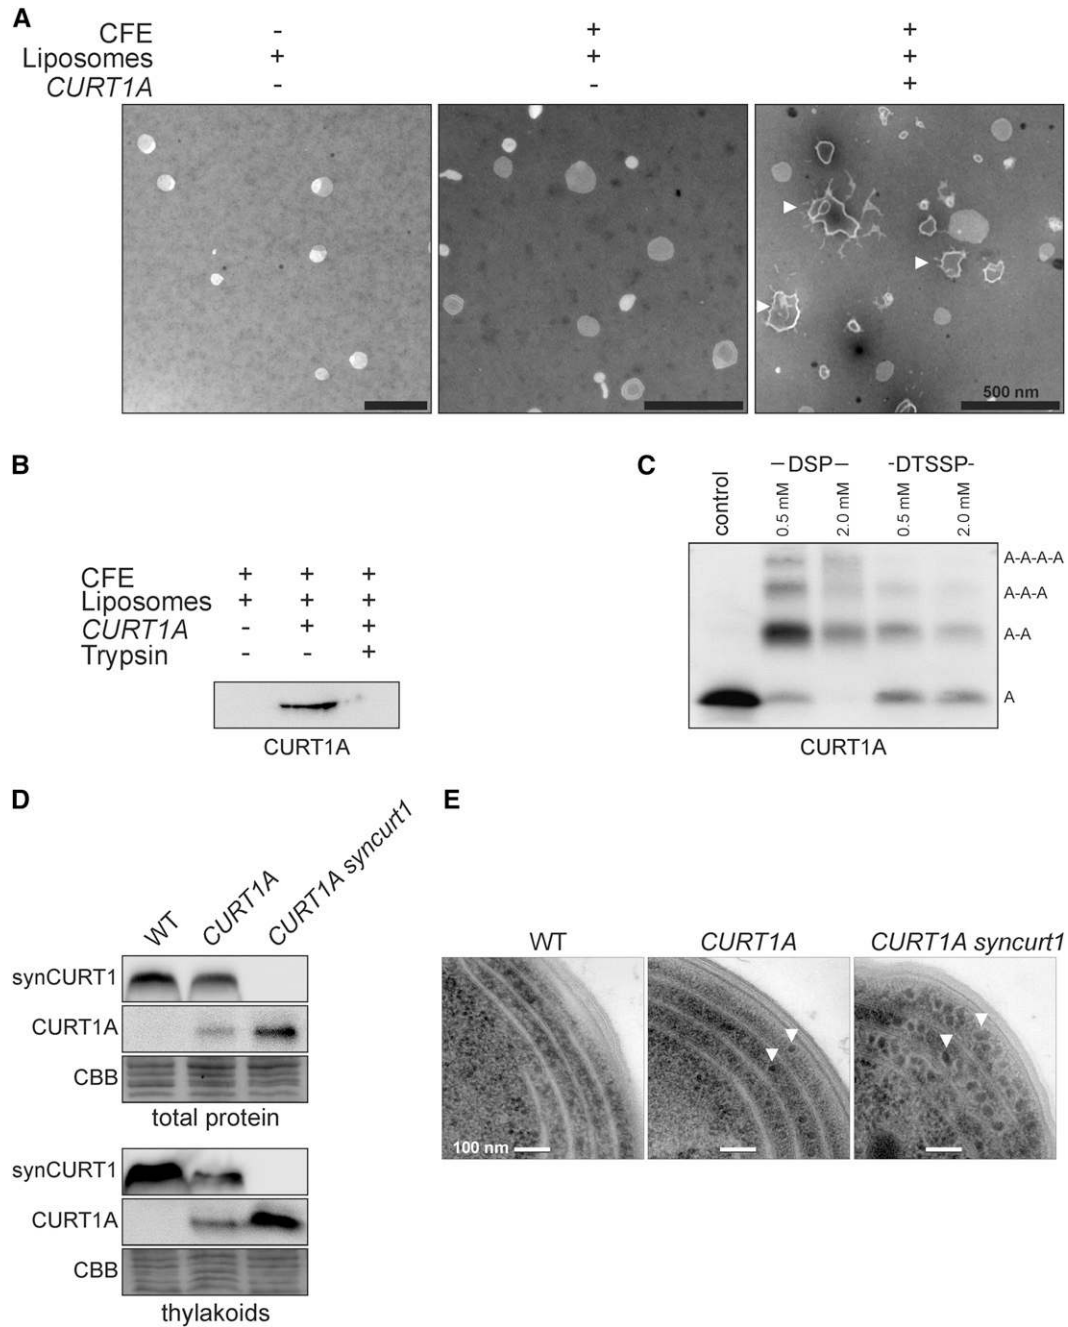 A
CFE - + +
Liposomes + + +
CURT1A - - +
500 nm
B
CFE + + +
Liposomes + + +
CURT1A - + +
Trypsin - - +
CURT1A
C
control –DSP– -DTSSP-
0.5 mM 2.0 mM 0.5 mM 2.0 mM
A-A-A-A
A-A-A
A-A
A
CURT1A
D
WT CURT1A CURT1A syncurt1
synCURT1
CURT1A
CBB
total protein
synCURT1
CURT1A
CBB
thylakoids
E
WT CURT1A CURT1A syncurt1
100 nm